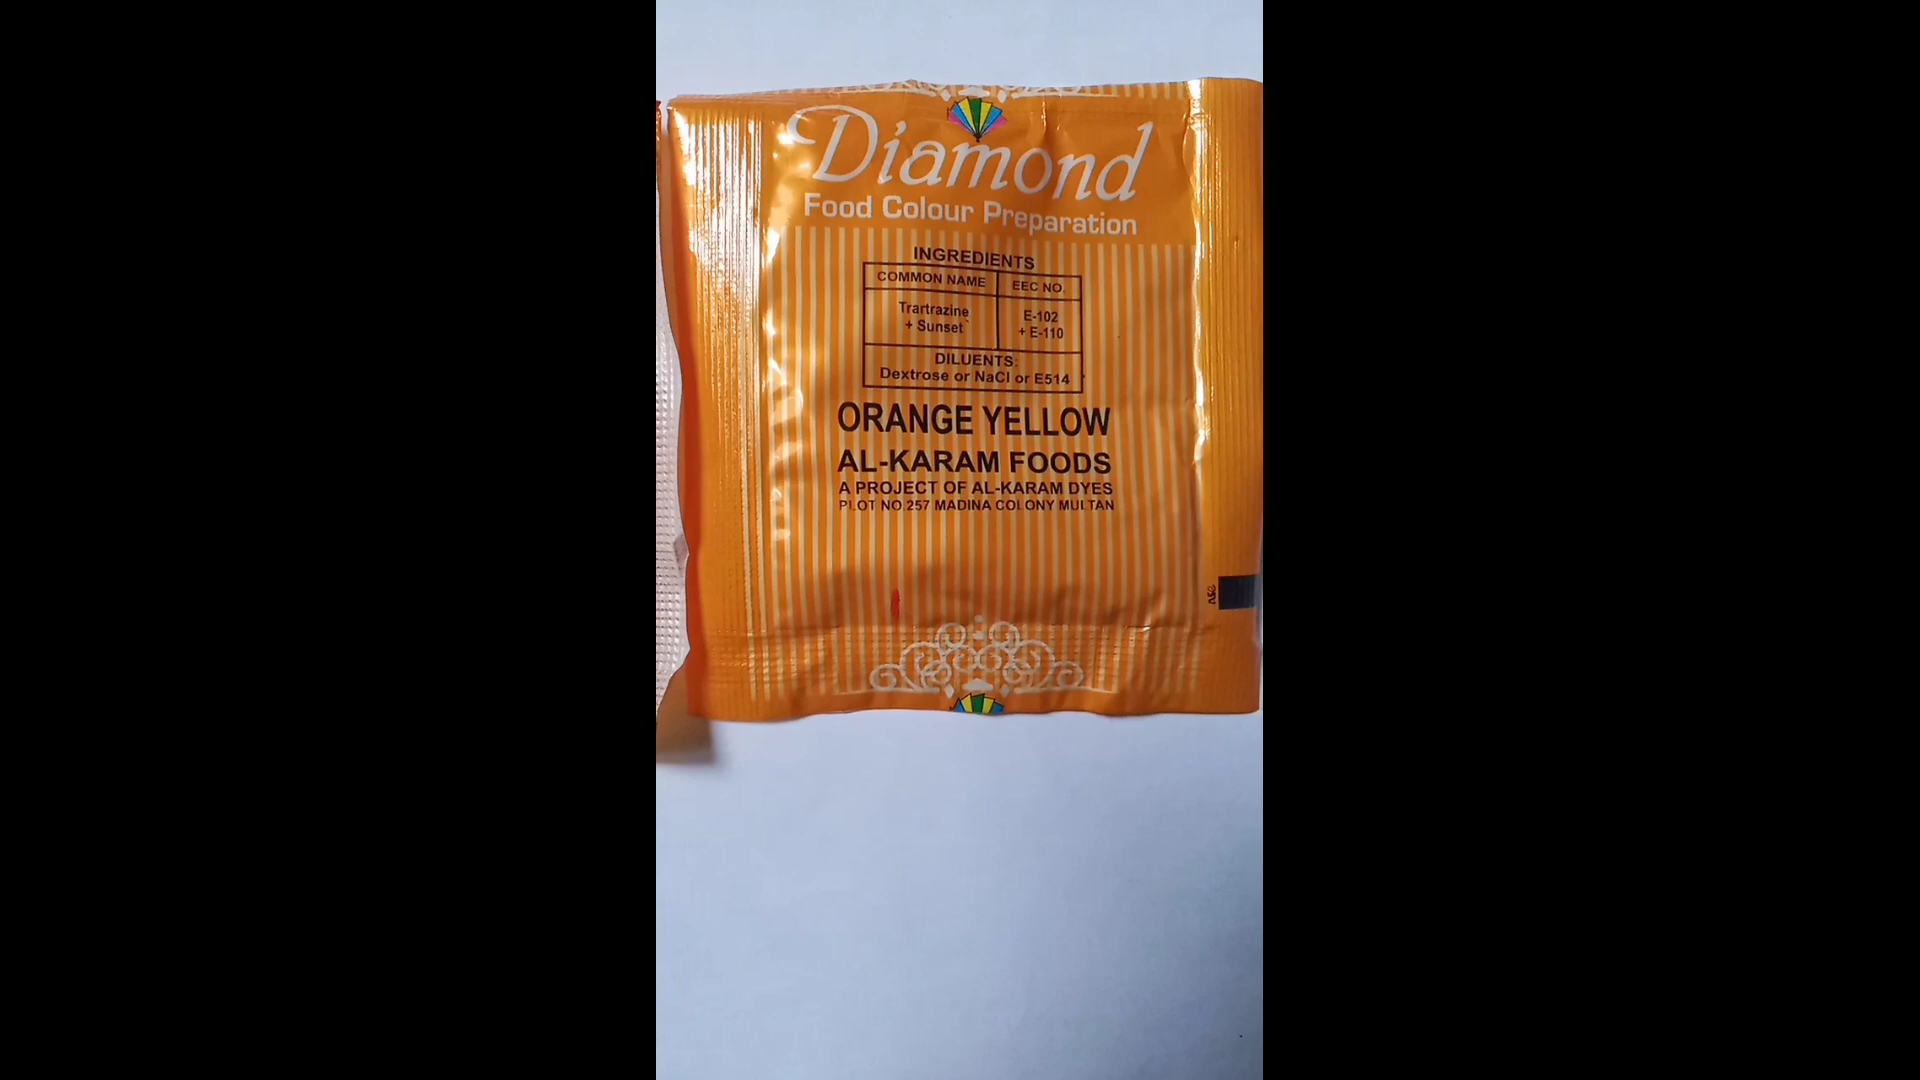 Diamond
Food Colour Preparation
INGREDIENTS
COMMON NAME EEC NO.
Trartrazine E-102
+ Sunset + E-110
DILUENTS:
Dextrose or NaCl or E514
ORANGE YELLOW
AL-KARAM FOODS
A PROJECT OF AL-KARAM DYES
PLOT NO.257 MADINA COLONY MULTAN